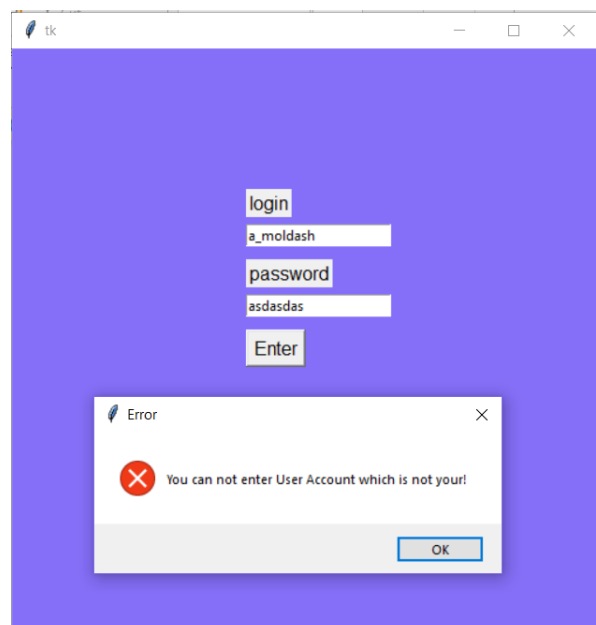 tk
login
a_moldash
password
asdasdas
Enter
Error
You can not enter User Account which is not your!
OK